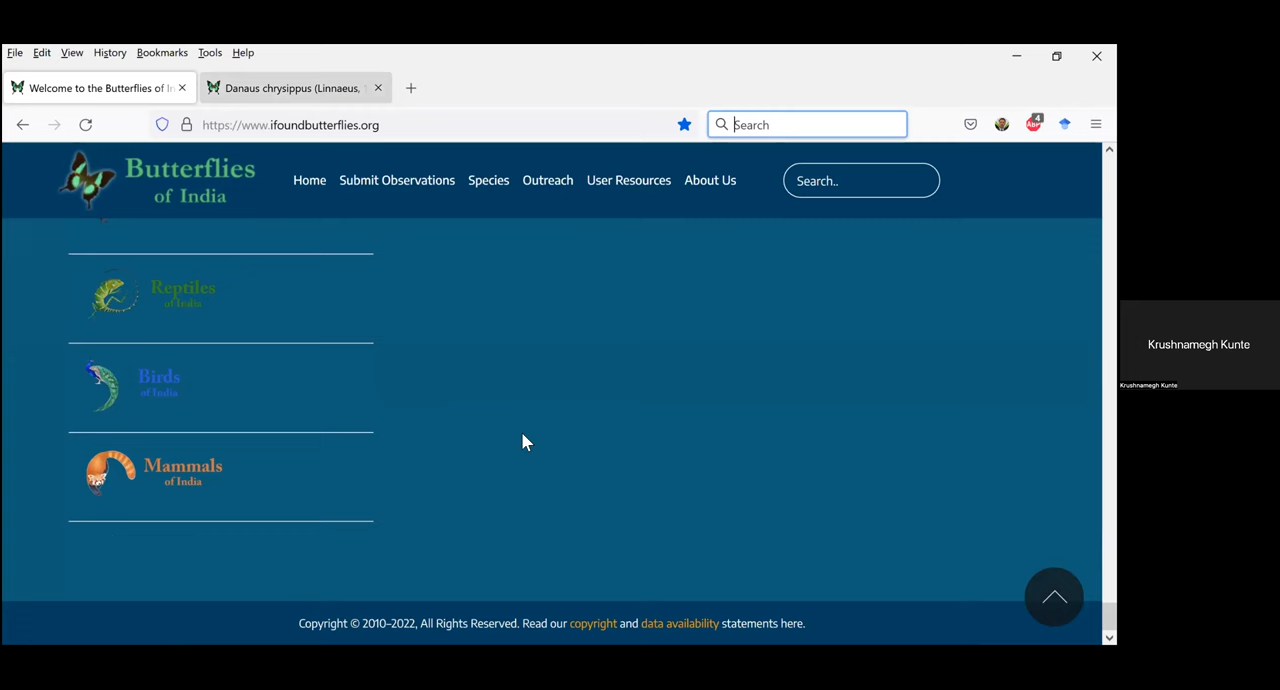 File Edit View History Bookmarks Tools Help
Welcome to the Butterflies of In
Danaus chrysippus (Linnaeus, 1
https://www.ifoundbutterflies.org
Search
4
Butterflies
of India
Home Submit Observations Species Outreach User Resources About Us
Search..
Reptiles
of India
Birds
of India
Mammals
of India
Krushnamegh Kunte
Krushnamegh Kunte
Copyright © 2010–2022, All Rights Reserved. Read our copyright and data availability statements here.